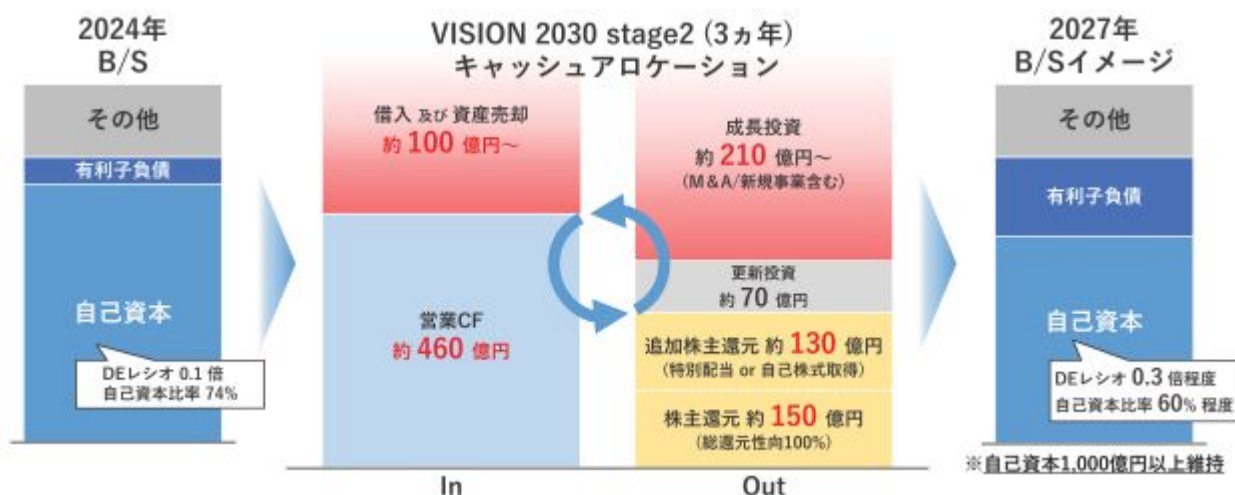 2024年
B/S
その他
有利子負債
自己資本
DEレシオ 0.1 倍
自己資本比率 74%
VISION 2030 stage2 (3ヵ年)
キャッシュアロケーション
借入 及び 資産売却
約 100 億円～
営業CF
約 460 億円
In
成長投資
約 210 億円～
(M&A/新規事業含む)
更新投資
約 70 億円
追加株主還元 約 130 億円
(特別配当 or 自己株式取得)
株主還元 約 150 億円
(総還元性向100%)
Out
2027年
B/Sイメージ
その他
有利子負債
自己資本
DEレシオ 0.3 倍程度
自己資本比率 60% 程度
※自己資本1,000億円以上維持